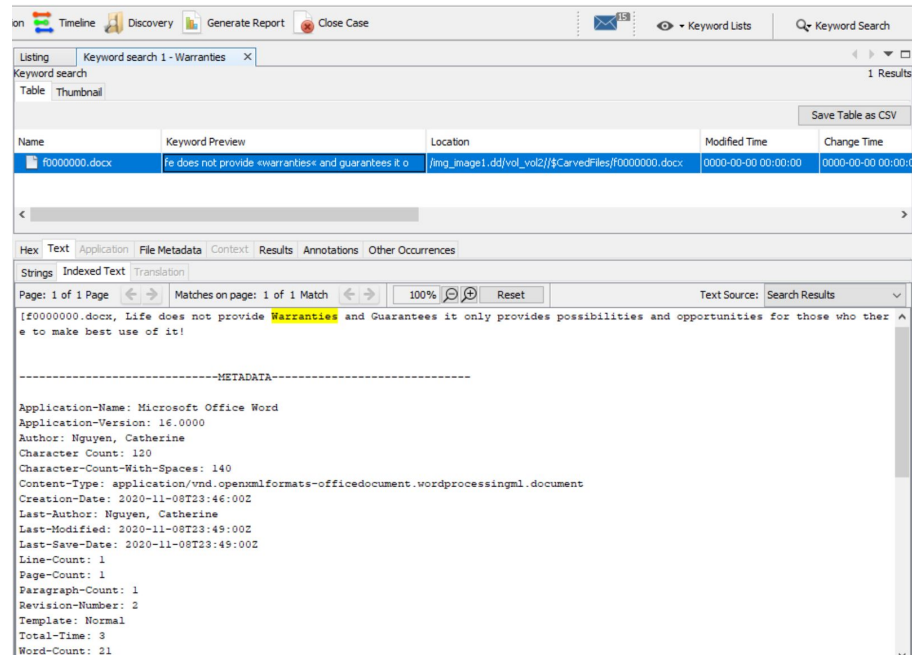 on Timeline Discovery Generate Report Close Case 15 Keyword Lists Keyword Search
Listing Keyword search 1 - Warranties X
Keyword search 1 Results
Table Thumbnail
Save Table as CSV
Name Keyword Preview Location Modified Time Change Time
f0000000.docx fe does not provide «warranties« and guarantees it o /img_image1.dd/vol_vol2//$CarvedFiles/f0000000.docx 0000-00-00 00:00:00 0000-00-00 00:00:0
Hex Text Application File Metadata Context Results Annotations Other Occurrences
Strings Indexed Text Translation
Page: 1 of 1 Page Matches on page: 1 of 1 Match 100% Reset Text Source: Search Results
[f0000000.docx, Life does not provide Warranties and Guarantees it only provides possibilities and opportunities for those who ther
e to make best use of it!
------------------------------METADATA------------------------------
Application-Name: Microsoft Office Word
Application-Version: 16.0000
Author: Nguyen, Catherine
Character Count: 120
Character-Count-With-Spaces: 140
Content-Type: application/vnd.openxmlformats-officedocument.wordprocessingml.document
Creation-Date: 2020-11-08T23:46:00Z
Last-Author: Nguyen, Catherine
Last-Modified: 2020-11-08T23:49:00Z
Last-Save-Date: 2020-11-08T23:49:00Z
Line-Count: 1
Page-Count: 1
Paragraph-Count: 1
Revision-Number: 2
Template: Normal
Total-Time: 3
Word-Count: 21